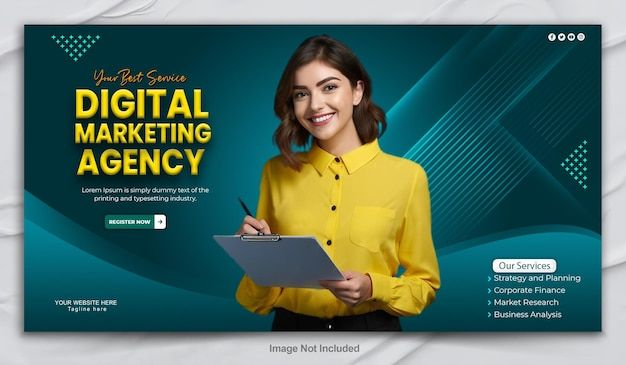 Your Best Service
DIGITAL
MARKETING
AGENCY
Lorem Ipsum is simply dummy text of the
printing and typesetting industry.
REGISTER NOW
Our Services
Strategy and Planning
Corporate Finance
Market Research
Business Analysis
YOUR WEBSITE HERE
Tagline here
Image Not Included